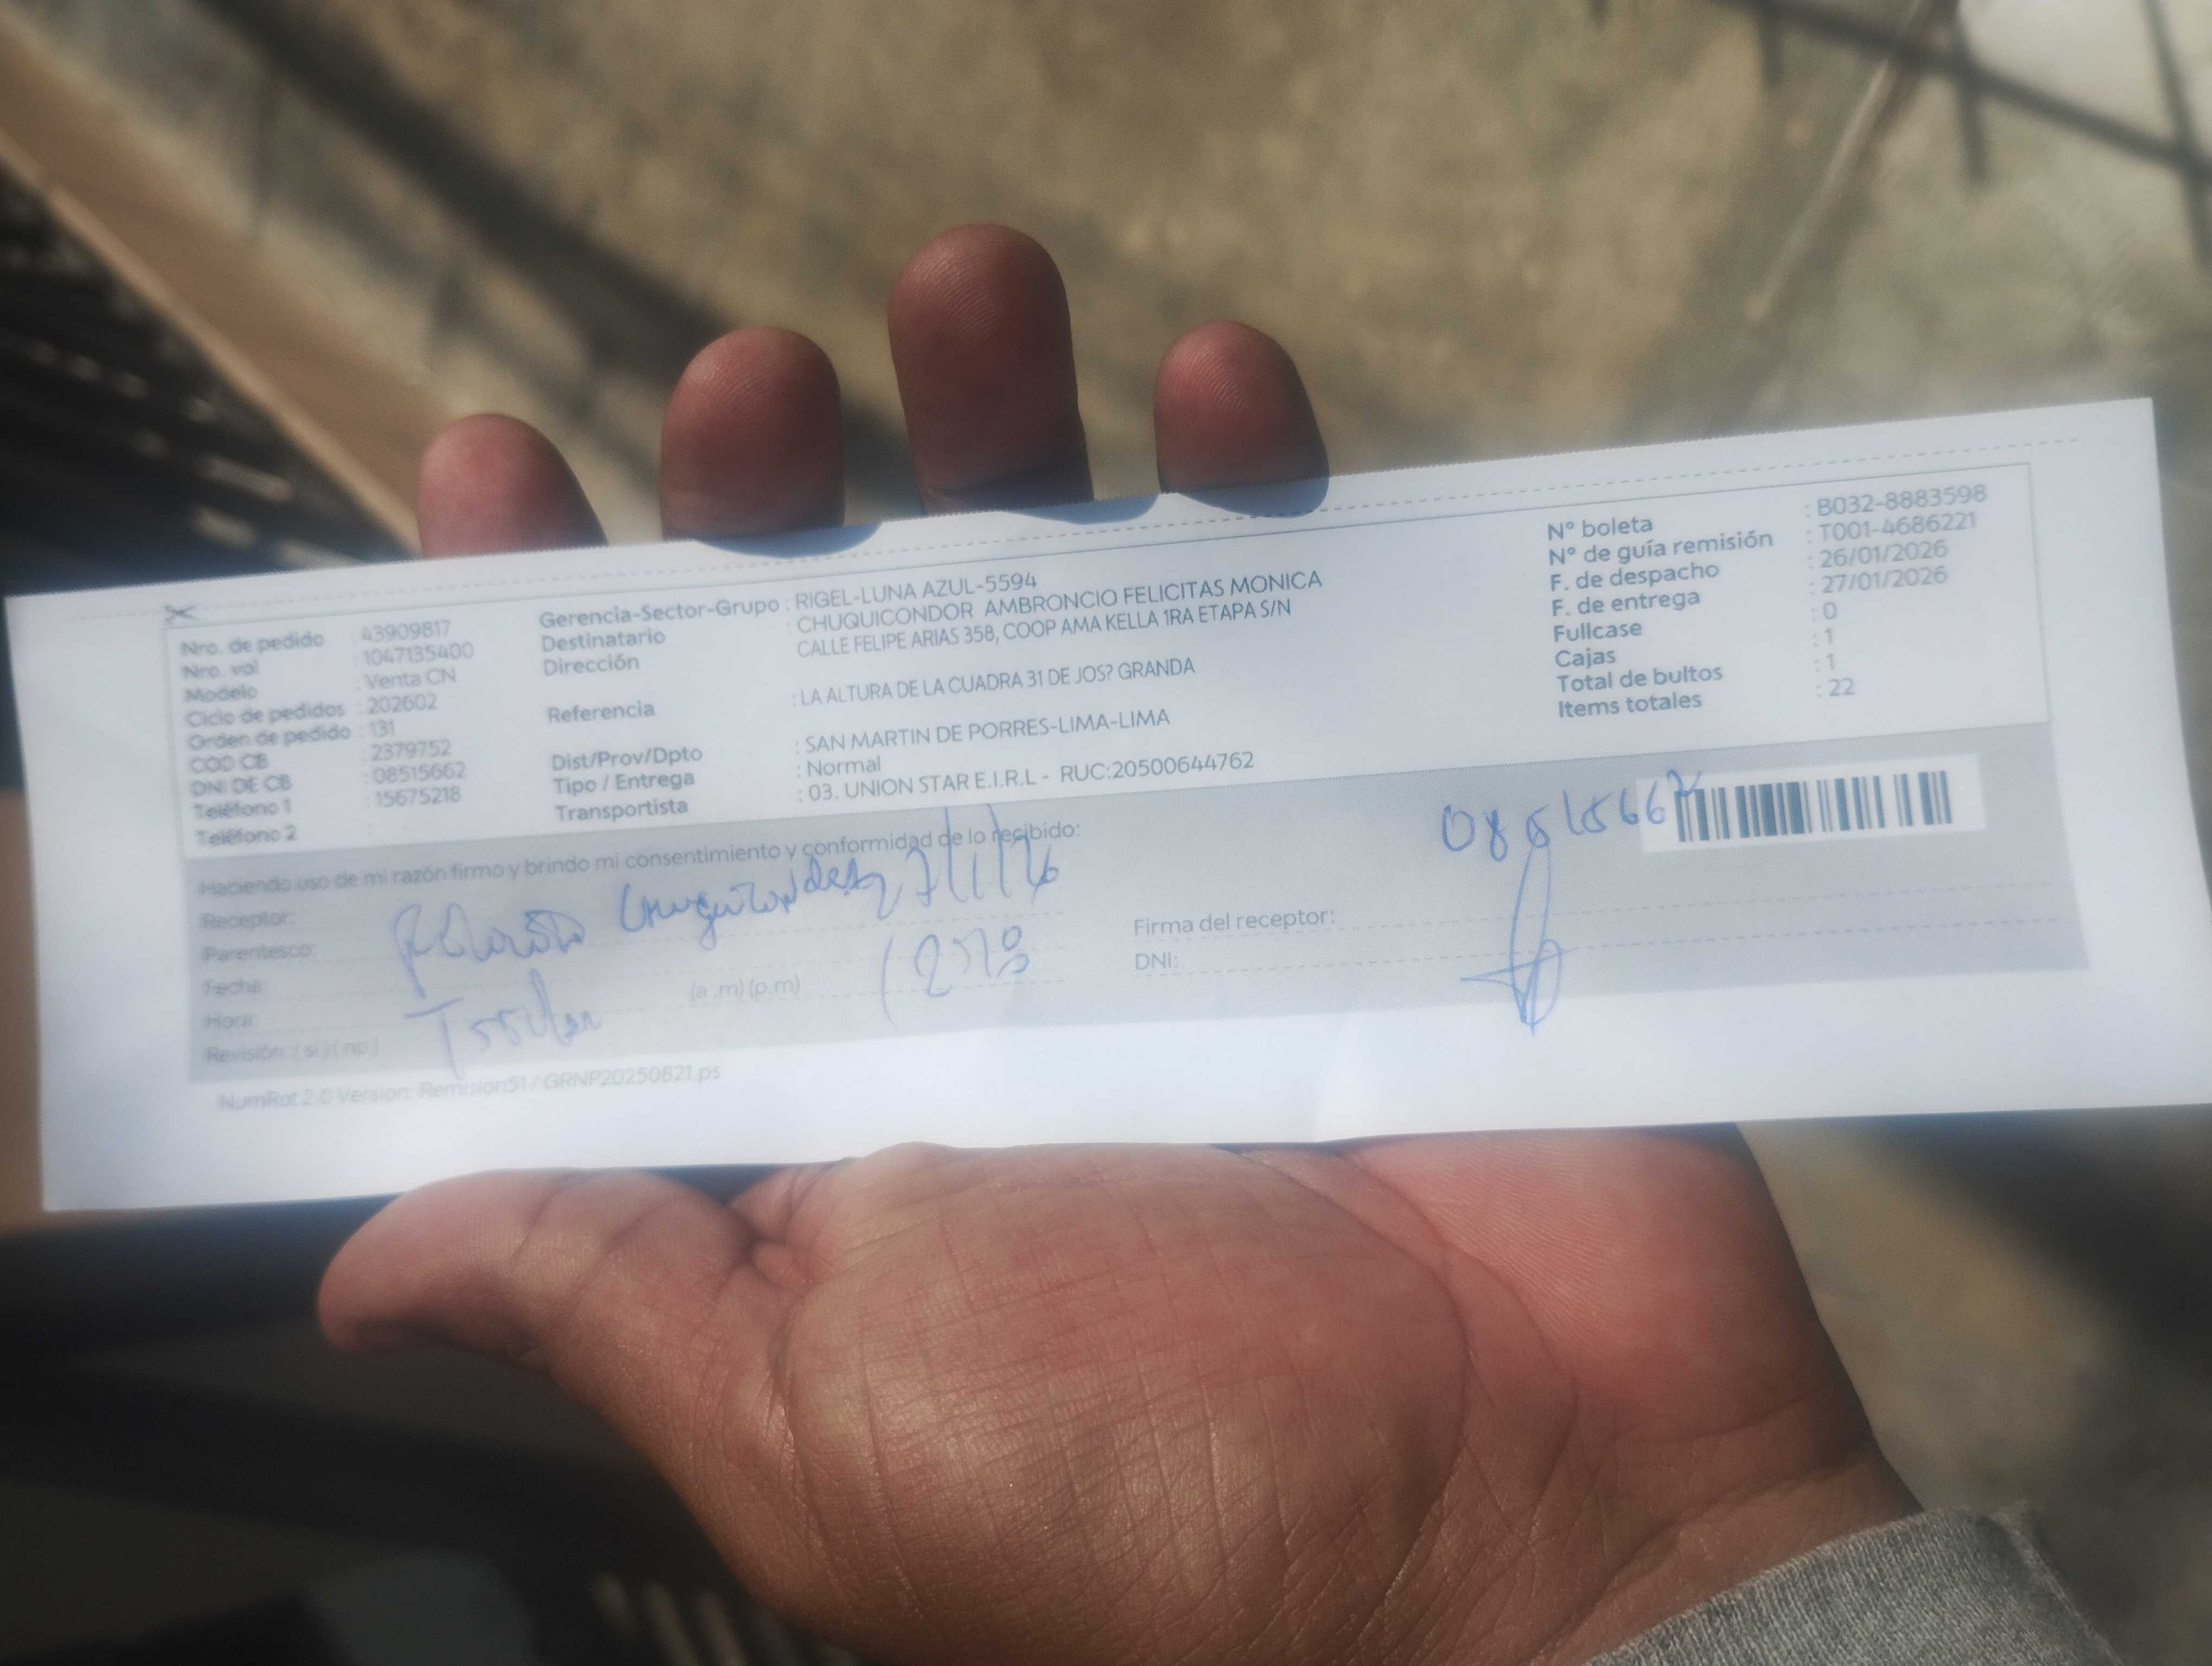 Nro. de pedido : 43909817
Nro. vol : 1047135400
Modelo : Venta CN
Ciclo de pedidos : 202602
Orden de pedido : 131
COD CB : 2379752
DNI DE CB : 08515662
Teléfono 1 : 15675218
Teléfono 2 :
Gerencia-Sector-Grupo : RIGEL-LUNA AZUL-5594
Destinatario : CHUQUICONDOR AMBRONCIO FELICITAS MONICA
Dirección : CALLE FELIPE ARIAS 358, COOP AMA KELLA 1RA ETAPA S/N
Referencia : LA ALTURA DE LA CUADRA 31 DE JOS? GRANDA
Dist/Prov/Dpto : SAN MARTIN DE PORRES-LIMA-LIMA
Tipo / Entrega : Normal
Transportista : 03. UNION STAR E.I.R.L - RUC:20500644762
N° boleta : B032-8883598
N° de guía remisión : T001-4686221
F. de despacho : 26/01/2026
F. de entrega : 27/01/2026
Fullcase : 0
Cajas : 1
Total de bultos : 1
Items totales : 22
Haciendo uso de mi razón firmo y brindo mi consentimiento y conformidad de lo recibido:
Receptor:
Parentesco:
Fecha:
Hora: (a .m) (p.m)
Revisión: ( si ) ( no )
Firma del receptor:
DNI:
08515662
NumRat 2.0 Version: Remision51 / GRNP20250821.ps